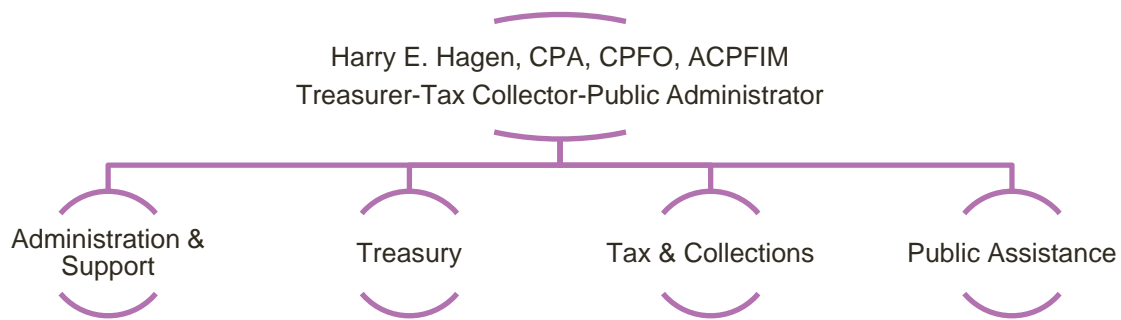 Harry E. Hagen, CPA, CPFO, ACPFIM
Treasurer-Tax Collector-Public Administrator
Administration &
Support
Treasury
Tax & Collections
Public Assistance